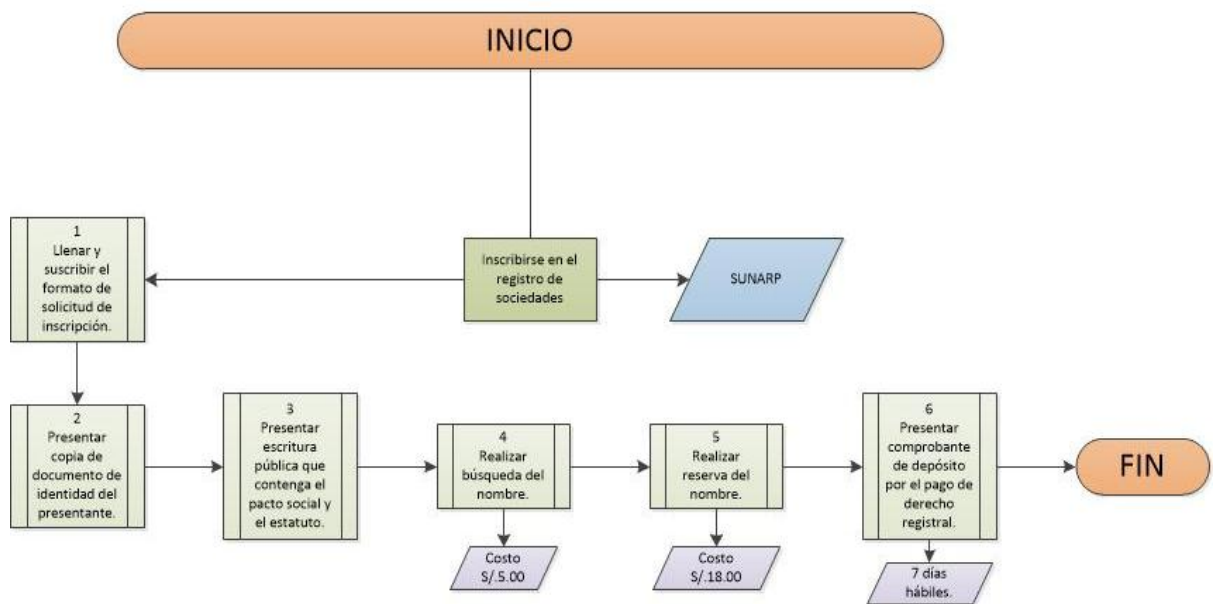 INICIO
1
Llenar y
suscribir el
formato de
solicitud de
inscripción.
Inscribirse en el
registro de
sociedades
SUNARP
2
Presentar
copia de
documento de
identidad del
presentante.
3
Presentar
escritura
pública que
contenga el
pacto social y
el estatuto.
4
Realizar
búsqueda del
nombre.
5
Realizar
reserva del
nombre.
6
Presentar
comprobante
de depósito
por el pago de
derecho
registral.
FIN
Costo
S/.5.00
Costo
S/.18.00
7 días
hábiles.